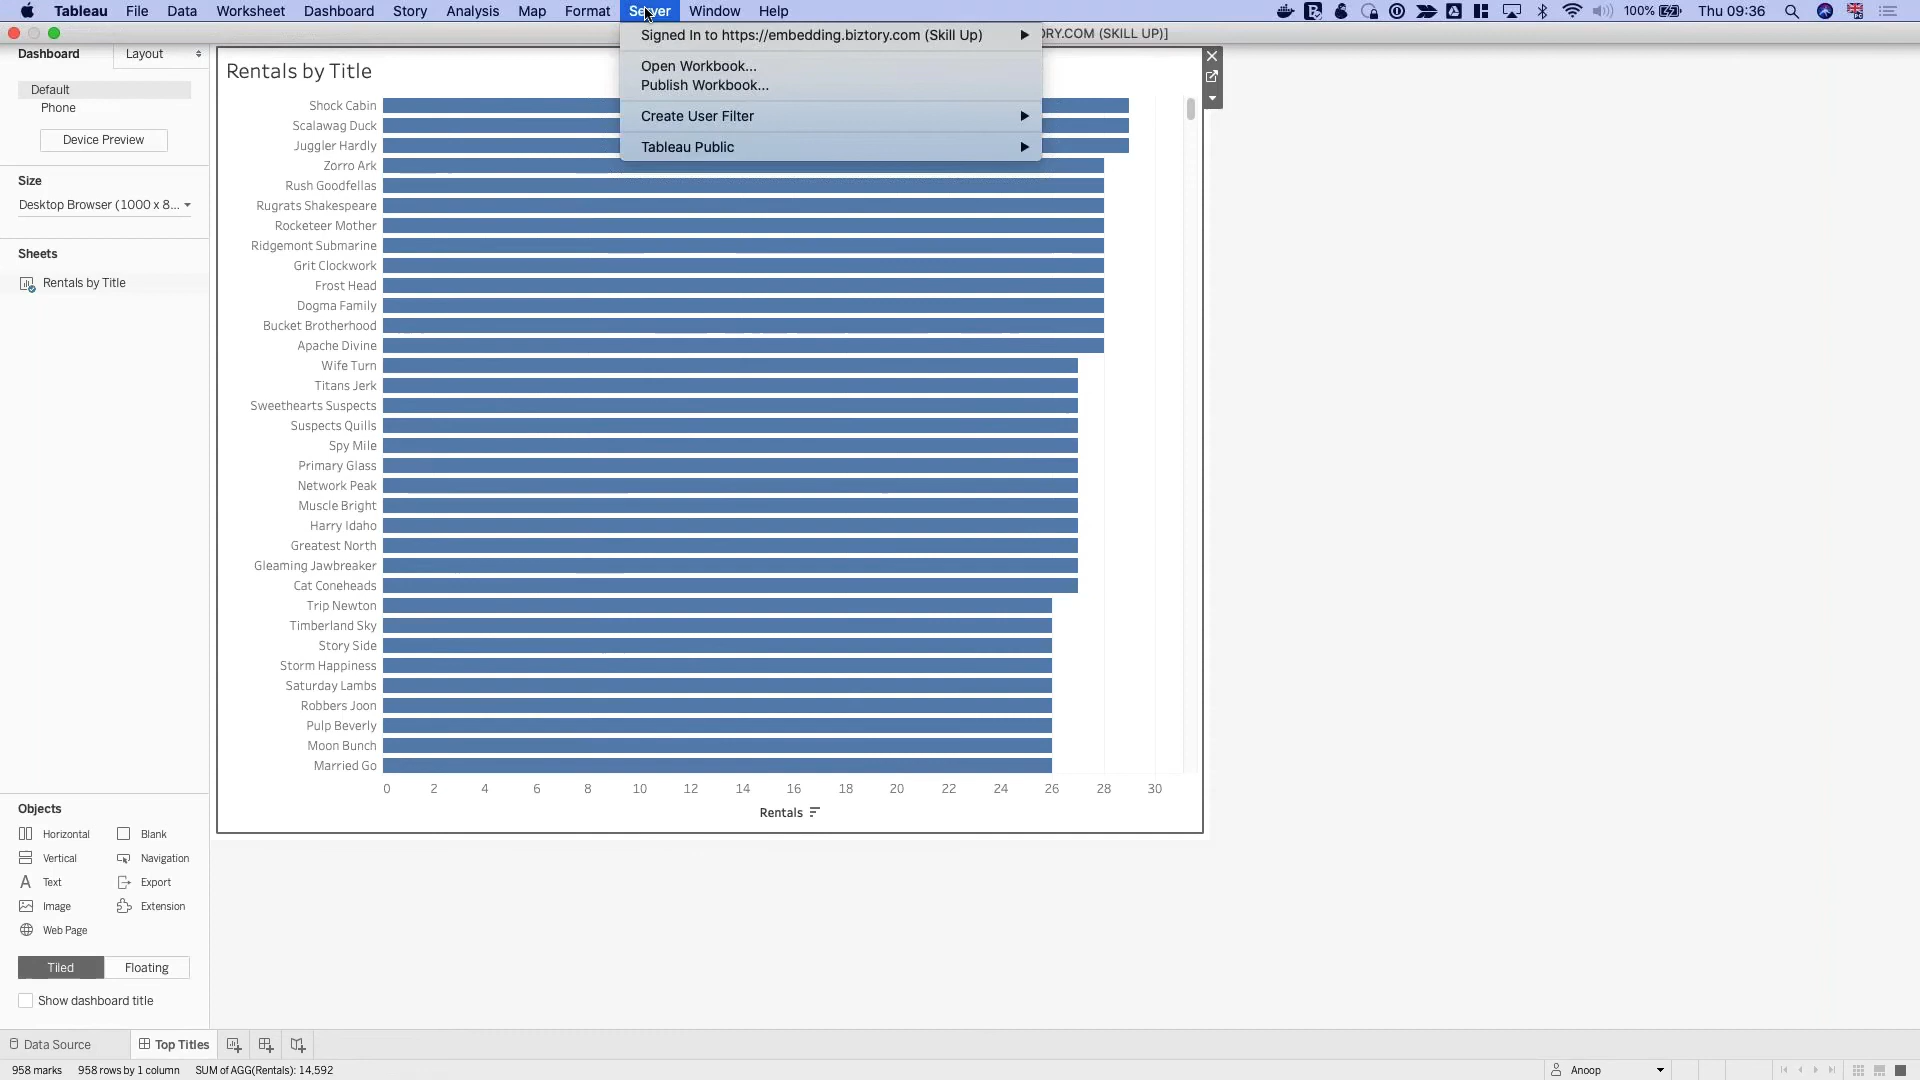 Tableau File Data Worksheet Dashboard Story Analysis Map Format Server Window Help 100% Thu 09:36
ORY.COM (SKILL UP)]
Signed In to https://embedding.biztory.com (Skill Up)
Open Workbook...
Publish Workbook...
Create User Filter
Tableau Public
Dashboard Layout
Default
Phone
Device Preview
Size
Desktop Browser (1000 x 8...
Sheets
Rentals by Title
Rentals by Title
Shock Cabin
Scalawag Duck
Juggler Hardly
Zorro Ark
Rush Goodfellas
Rugrats Shakespeare
Rocketeer Mother
Ridgemont Submarine
Grit Clockwork
Frost Head
Dogma Family
Bucket Brotherhood
Apache Divine
Wife Turn
Titans Jerk
Sweethearts Suspects
Suspects Quills
Spy Mile
Primary Glass
Network Peak
Muscle Bright
Harry Idaho
Greatest North
Gleaming Jawbreaker
Cat Coneheads
Trip Newton
Timberland Sky
Story Side
Storm Happiness
Saturday Lambs
Robbers Joon
Pulp Beverly
Moon Bunch
Married Go
0 2 4 6 8 10 12 14 16 18 20 22 24 26 28 30
Rentals
Objects
Horizontal Blank
Vertical Navigation
Text Export
Image Extension
Web Page
Tiled Floating
Show dashboard title
Data Source Top Titles
958 marks 958 rows by 1 column SUM of AGG(Rentals): 14,592 Anoop